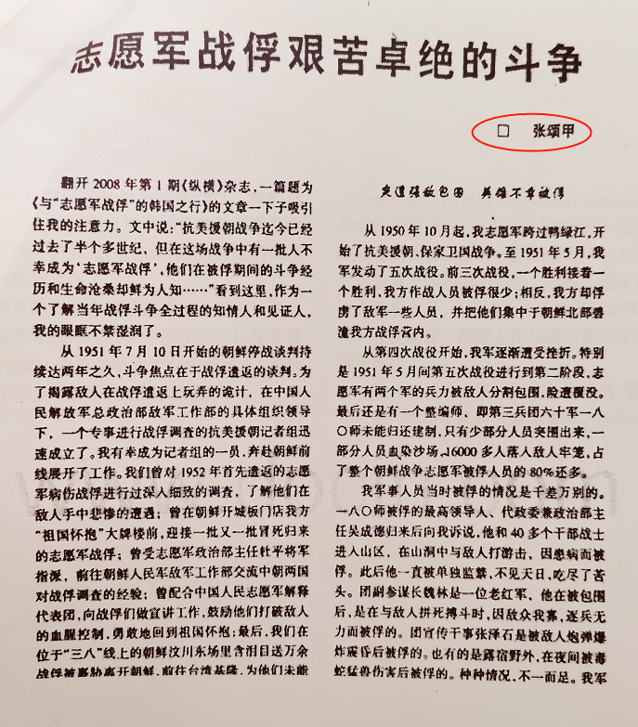 志愿军战俘艰苦卓绝的斗争
□ 张颂甲
翻开2008年第1期《纵横》杂志,一篇题为
《与“志愿军战俘”的韩国之行》的文章一下子吸引
住我的注意力。文中说:“抗美援朝战争迄今已经
过去了半个多世纪,但在这场战争中有一批人不
幸成为‘志愿军战俘’,他们在被俘期间的斗争经
历和生命沧桑却鲜为人知……”看到这里,作为一
个了解当年战俘斗争全过程的知情人和见证人,
我的眼眶不禁湿润了。
从1951年7月10日开始的朝鲜停战谈判持
续达两年之久,斗争焦点在于战俘遣返的谈判。为
了揭露敌人在战俘遣返上玩弄的诡计,在中国人
民解放军总政治部敌军工作部的具体组织领导
下,一个专事进行战俘调查的抗美援朝记者组迅
速成立了。我有幸成为记者组的一员,奔赴朝鲜前
线展开了工作。我们曾对1952年首先遣返的志愿
军病伤战俘进行过深入细致的调查,了解他们在
敌人手中悲惨的遭遇;曾在朝鲜开城板门店我方
“祖国怀抱”大牌楼前,迎接一批又一批冒死归来
的志愿军战俘;曾受志愿军政治部主任杜平将军
指派,前往朝鲜人民军敌军工作部交流中朝两国
对战俘调查的经验;曾配合中国人民志愿军解释
代表团,向战俘们做宣讲工作,鼓励他们打破敌人
的血腥控制,勇敢地回到祖国怀抱;最后,我们在
位于“三八”线上的朝鲜汶川东场里含泪目送万余
战俘被裹胁离开朝鲜,前往台湾基隆,为他们未能
失道强敌包围 英雄不幸被俘
从1950年10月起,我志愿军跨过鸭绿江,开
始了抗美援朝、保家卫国战争。至1951年5月,我
军发动了五次战役。前三次战役,一个胜利接着一
个胜利,我方作战人员被俘很少;相反,我方却俘
虏了敌军一些人员,并把他们集中于朝鲜北部碧
潼我方战俘营内。
从第四次战役开始,我军逐渐遭受挫折。特别
是1951年5月间第五次战役进行到第二阶段,志
愿军有两个军的兵力被敌人分割包围,险遭覆没。
最后还是有一个整编师,即第三兵团六十军一八
〇师未能归还建制,只有少部分人员突围出来,一
部分人员血染沙场,16000多人落入敌人牢笼,占
了整个朝鲜战争志愿军被俘人员的80%还多。
我军事人员当时被俘的情况是千差万别的。
一八〇师被俘的最高领导人、代政委兼政治部主
任吴成德归来后向我诉说,他和40多个干部战士
进入山区,在山洞中与敌人打游击,因患病而被
俘。此后他一直被单独监禁,不见天日,吃尽了苦
头。团副参谋长魏林是一位老红军,他在被包围
后,是在与敌人拼死搏斗时,因敌众我寡,逐兵无
力而被俘的。团宣传干事张泽石是被敌人炮弹爆
炸震昏后被俘的。也有的是露宿野外,在夜间被毒
蛇猛兽伤害后被俘的。种种情况,不一而足。我军